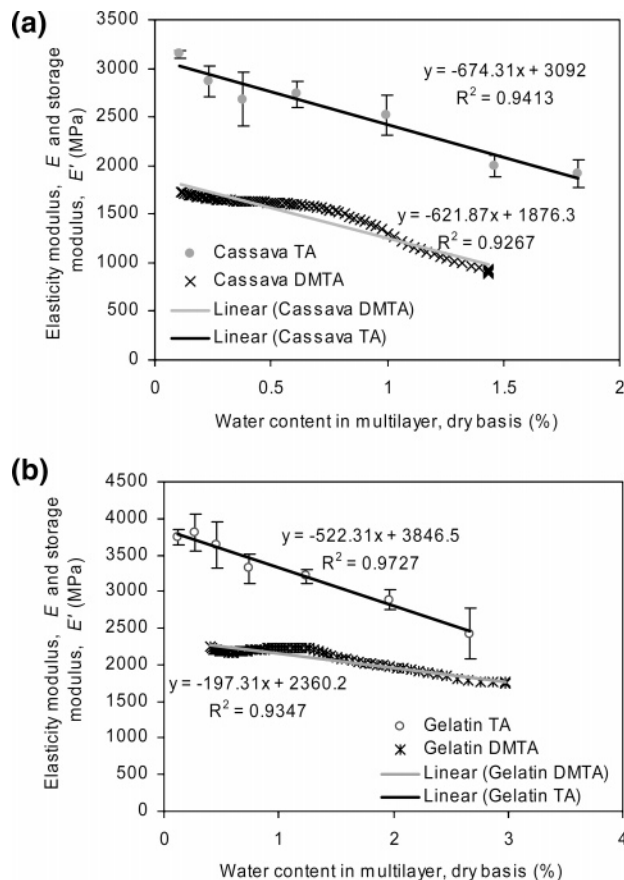 (a)
3500
3000
2500
2000
1500
1000
500
0
Elasticity modulus, E and storage
modulus, E' (MPa)
y = -674.31x + 3092
R² = 0.9413
y = -621.87x + 1876.3
R² = 0.9267
Cassava TA
Cassava DMTA
Linear (Cassava DMTA)
Linear (Cassava TA)
0 0.5 1 1.5 2
Water content in multilayer, dry basis (%)
(b)
4500
4000
3500
3000
2500
2000
1500
1000
500
0
Elasticity modulus, E and storage
modulus, E' (MPa)
y = -522.31x + 3846.5
R² = 0.9727
y = -197.31x + 2360.2
R² = 0.9347
Gelatin TA
Gelatin DMTA
Linear (Gelatin DMTA)
Linear (Gelatin TA)
0 1 2 3 4
Water content in multilayer, dry basis (%)